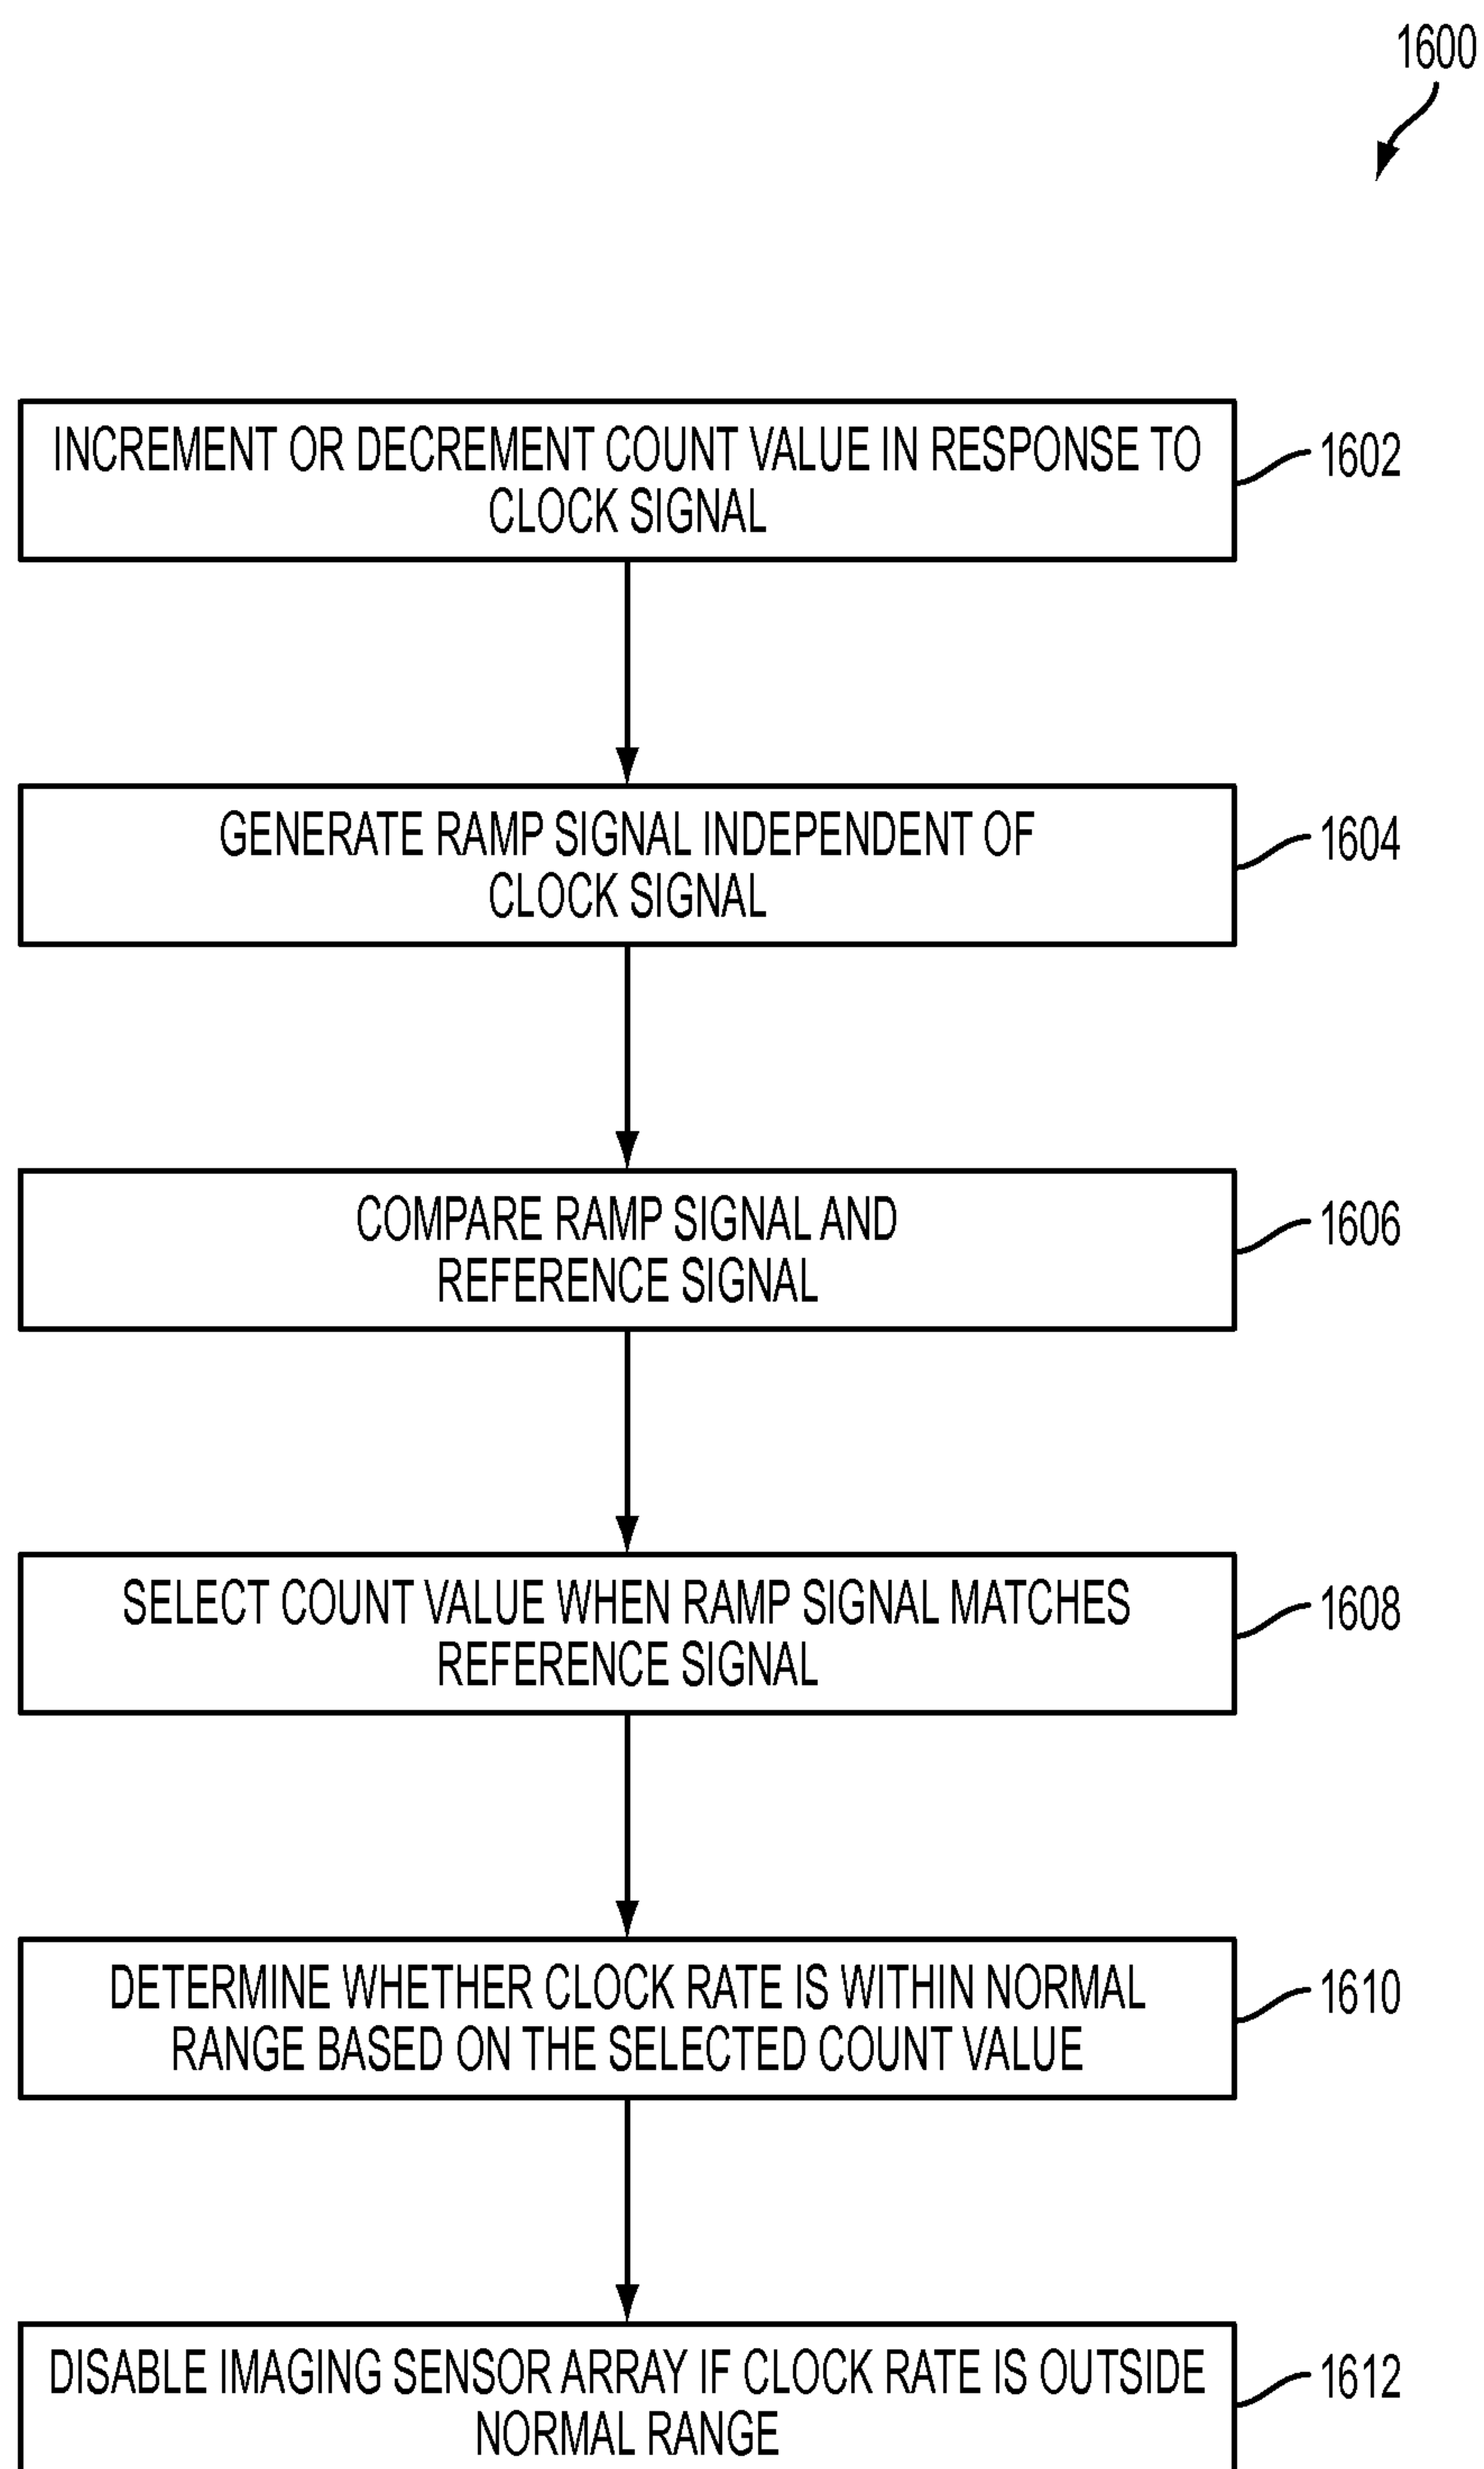 1600
INCREMENT OR DECREMENT COUNT VALUE IN RESPONSE TO
CLOCK SIGNAL
1602
GENERATE RAMP SIGNAL INDEPENDENT OF
CLOCK SIGNAL
1604
COMPARE RAMP SIGNAL AND
REFERENCE SIGNAL
1606
SELECT COUNT VALUE WHEN RAMP SIGNAL MATCHES
REFERENCE SIGNAL
1608
DETERMINE WHETHER CLOCK RATE IS WITHIN NORMAL
RANGE BASED ON THE SELECTED COUNT VALUE
1610
DISABLE IMAGING SENSOR ARRAY IF CLOCK RATE IS OUTSIDE
NORMAL RANGE
1612